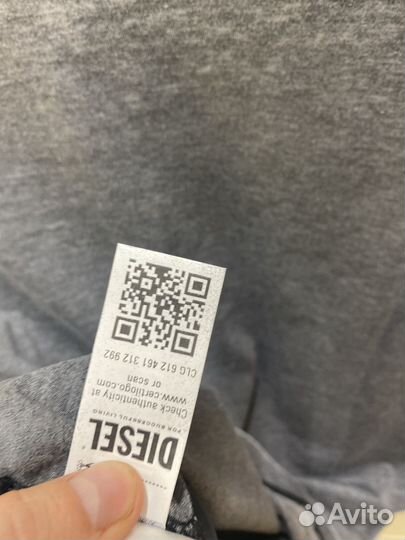 DIESEL
FOR SUCCESSFUL LIVING
Check authenticity at
www.certilogo.com
or scan
CLG 612 461 312 992
Avito